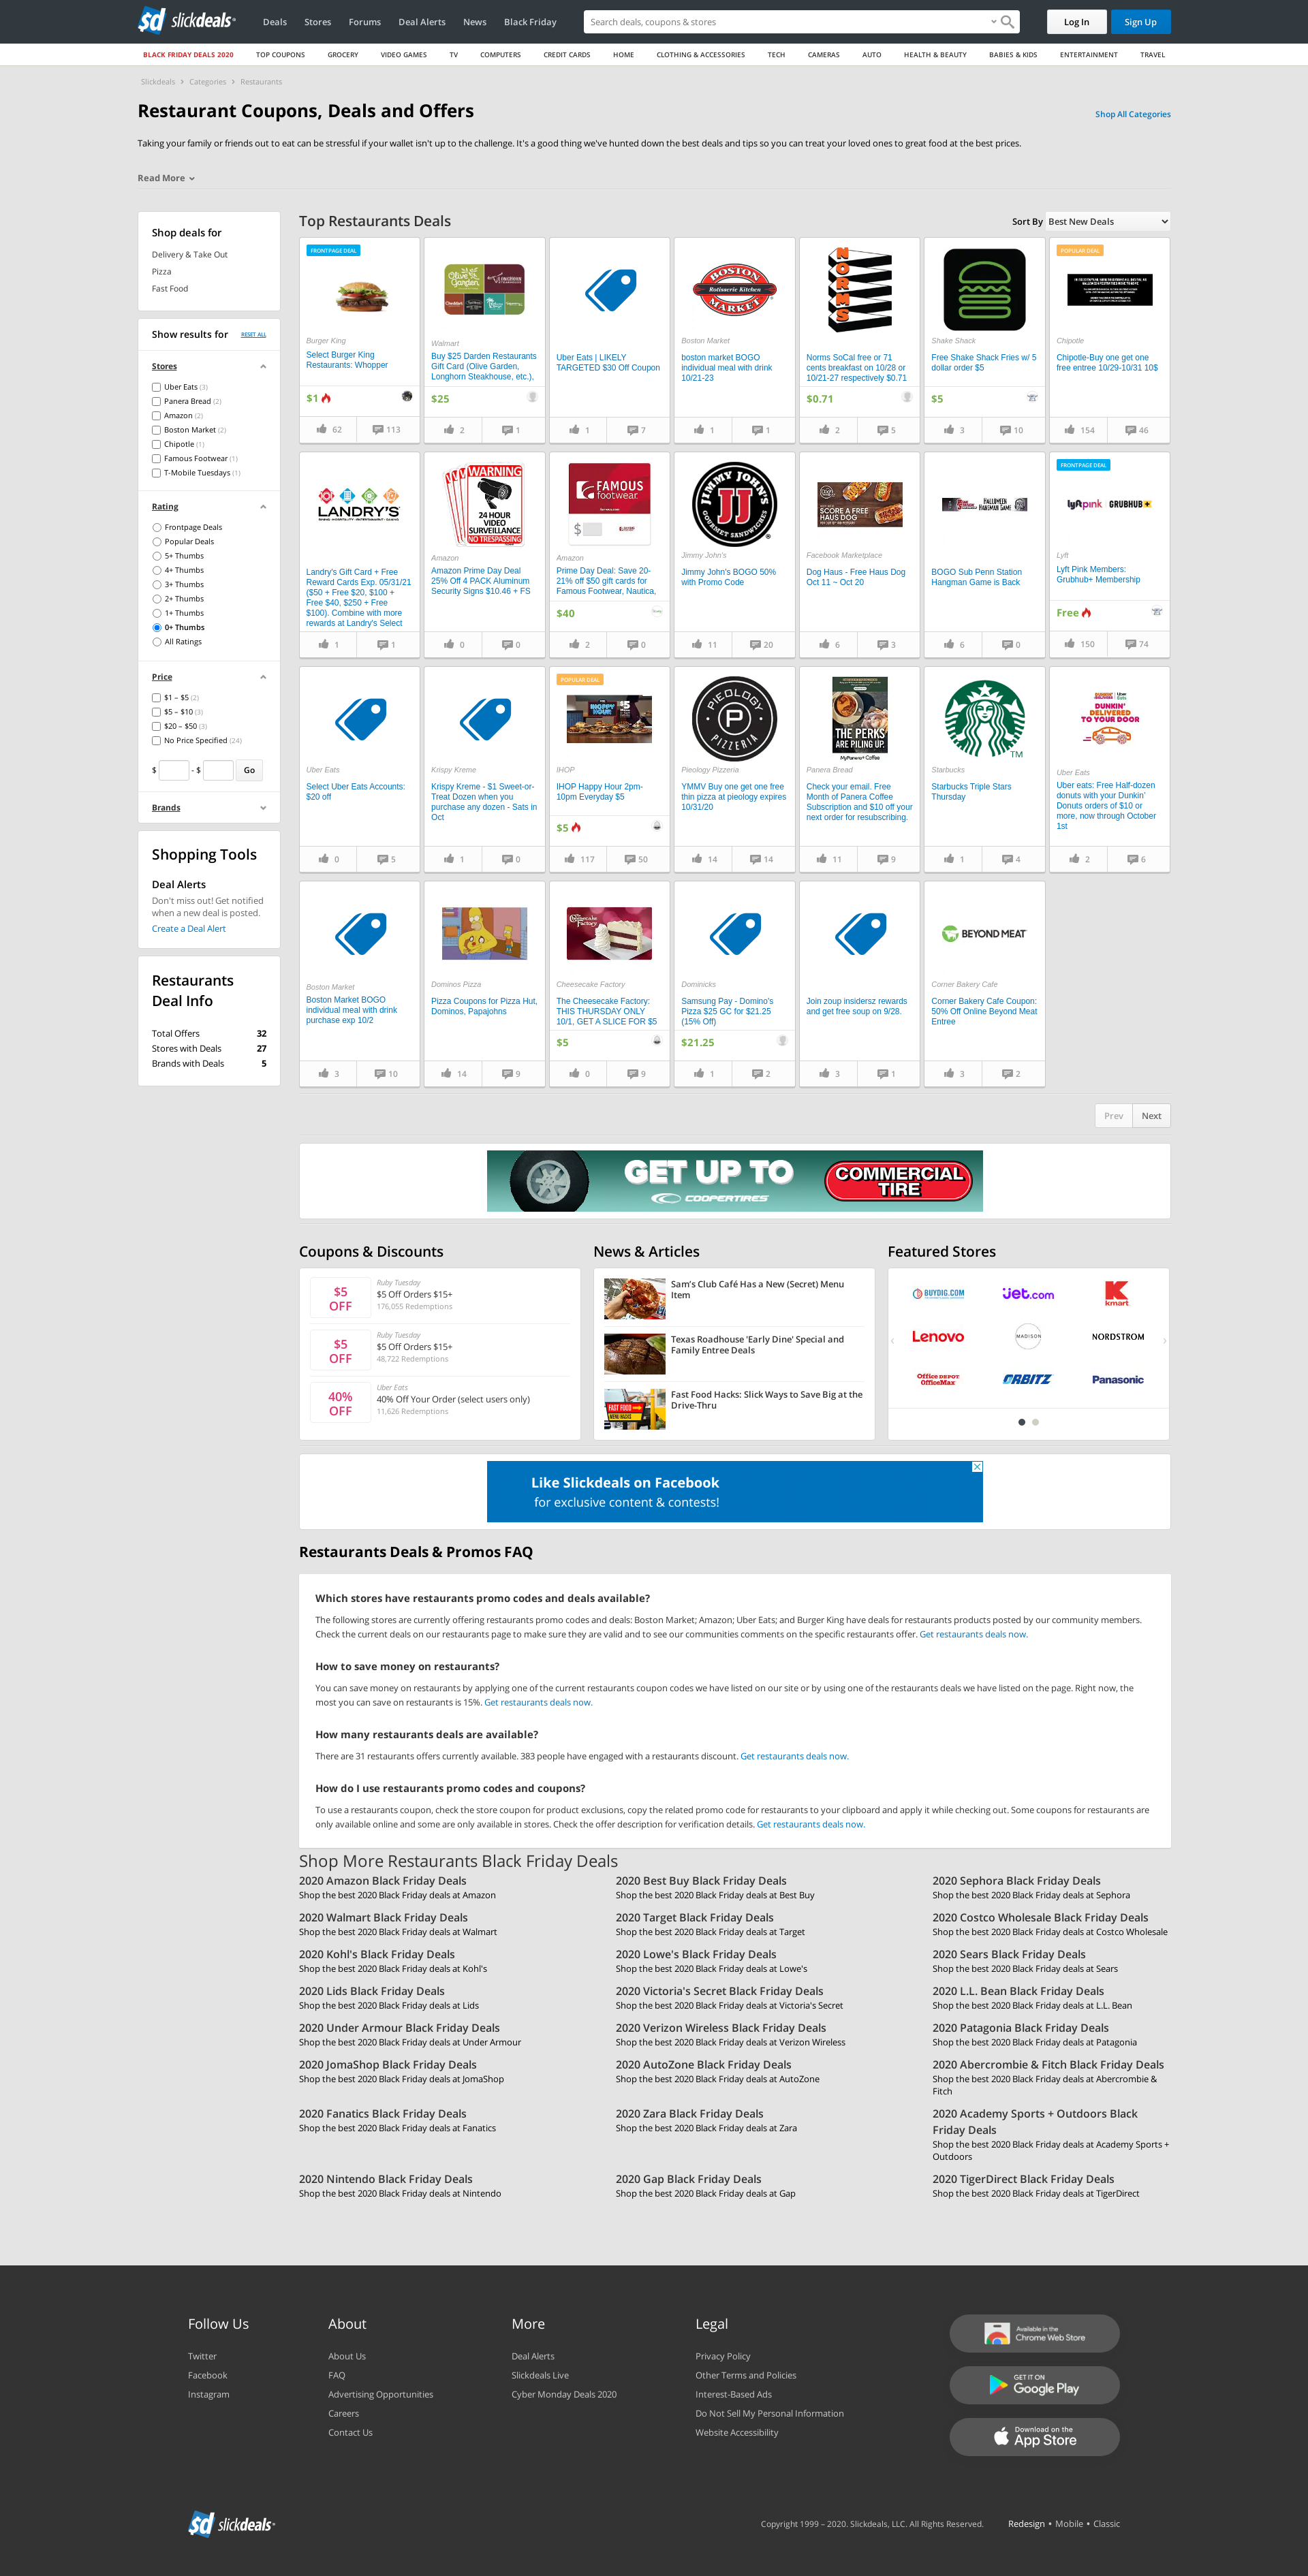 slickdeals
Deals Stores Forums Deal Alerts News Black Friday
Search deals, coupons & stores
Log In Sign Up
BLACK FRIDAY DEALS 2020 TOP COUPONS GROCERY VIDEO GAMES TV COMPUTERS CREDIT CARDS HOME CLOTHING & ACCESSORIES TECH CAMERAS AUTO HEALTH & BEAUTY BABIES & KIDS ENTERTAINMENT TRAVEL
Slickdeals > Categories > Restaurants
Restaurant Coupons, Deals and Offers
Shop All Categories
Taking your family or friends out to eat can be stressful if your wallet isn't up to the challenge. It's a good thing we've hunted down the best deals and tips so you can treat your loved ones to great food at the best prices.
Read More
Shop deals for
Delivery & Take Out
Pizza
Fast Food
Show results for RESET ALL
Stores
Uber Eats (3)
Panera Bread (2)
Amazon (2)
Boston Market (2)
Chipotle (1)
Famous Footwear (1)
T-Mobile Tuesdays (1)
Rating
Frontpage Deals
Popular Deals
5+ Thumbs
4+ Thumbs
3+ Thumbs
2+ Thumbs
1+ Thumbs
0+ Thumbs
All Ratings
Price
$1 – $5 (2)
$5 – $10 (3)
$20 – $50 (3)
No Price Specified (24)
$ - $ Go
Brands
Shopping Tools
Deal Alerts
Don't miss out! Get notified
when a new deal is posted.
Create a Deal Alert
Restaurants
Deal Info
Total Offers 32
Stores with Deals 27
Brands with Deals 5
Top Restaurants Deals
Sort By Best New Deals
FRONTPAGE DEAL
Burger King
Select Burger King
Restaurants: Whopper
$1
62 113
Walmart
Buy $25 Darden Restaurants
Gift Card (Olive Garden,
Longhorn Steakhouse, etc.),
$25
2 1
Uber Eats | LIKELY
TARGETED $30 Off Coupon
1 7
BOSTON
Rotisserie Kitchen
MARKET
Boston Market
boston market BOGO
individual meal with drink
10/21-23
1 1
NORMS
Norms SoCal free or 71
cents breakfast on 10/28 or
10/21-27 respectively $0.71
$0.71
2 5
Shake Shack
Free Shake Shack Fries w/ 5
dollar order $5
$5
3 10
POPULAR DEAL
Chipotle
Chipotle-Buy one get one
free entree 10/29-10/31 10$
154 46
LANDRY'S
Landry's Gift Card + Free
Reward Cards Exp. 05/31/21
($50 + Free $20, $100 +
Free $40, $250 + Free
$100). Combine with more
rewards at Landry's Select
1 1
WARNING
24 HOUR
VIDEO
SURVEILLANCE
NO TRESPASSING
Amazon
Amazon Prime Day Deal
25% Off 4 PACK Aluminum
Security Signs $10.46 + FS
0 0
FAMOUS
footwear
$
Amazon
Prime Day Deal: Save 20-
21% off $50 gift cards for
Famous Footwear, Nautica,
$40
2 0
JIMMY JOHN'S
JJ
GOURMET SANDWICHES
Jimmy John's
Jimmy John's BOGO 50%
with Promo Code
11 20
SCORE A FREE
HAUS DOG
Facebook Marketplace
Dog Haus - Free Haus Dog
Oct 11 ~ Oct 20
6 3
HALLOWEEN
HANGMAN GAME
BOGO Sub Penn Station
Hangman Game is Back
6 0
FRONTPAGE DEAL
lyft pink GRUBHUB
Lyft
Lyft Pink Members:
Grubhub+ Membership
Free
150 74
Uber Eats
Select Uber Eats Accounts:
$20 off
0 5
Krispy Kreme
Krispy Kreme - $1 Sweet-or-
Treat Dozen when you
purchase any dozen - Sats in
Oct
1 0
POPULAR DEAL
IHOPPY HOUR $5
IHOP
IHOP Happy Hour 2pm-
10pm Everyday $5
$5
117 50
PIEOLOGY
P
PIZZERIA
Pieology Pizzeria
YMMV Buy one get one free
thin pizza at pieology expires
10/31/20
14 14
THE PERKS
ARE PILING UP.
MyPanera+ Coffee
Panera Bread
Check your email. Free
Month of Panera Coffee
Subscription and $10 off your
next order for resubscribing.
11 9
TM
Starbucks
Starbucks Triple Stars
Thursday
1 4
DUNKIN' Uber Eats
DUNKIN'
DELIVERED
TO YOUR DOOR
Uber Eats
Uber eats: Free Half-dozen
donuts with your Dunkin'
Donuts orders of $10 or
more, now through October
1st
2 6
Boston Market
Boston Market BOGO
individual meal with drink
purchase exp 10/2
3 10
Dominos Pizza
Pizza Coupons for Pizza Hut,
Dominos, Papajohns
14 9
Cheesecake Factory
Cheesecake Factory
The Cheesecake Factory:
THIS THURSDAY ONLY
10/1, GET A SLICE FOR $5
$5
0 9
Dominicks
Samsung Pay - Domino's
Pizza $25 GC for $21.25
(15% Off)
$21.25
1 2
Join zoup insidersz rewards
and get free soup on 9/28.
3 1
BEYOND MEAT
Corner Bakery Cafe
Corner Bakery Cafe Coupon:
50% Off Online Beyond Meat
Entree
3 2
Prev Next
GET UP TO
COOPERTIRES
COMMERCIAL
TIRE
Coupons & Discounts
$5
OFF
Ruby Tuesday
$5 Off Orders $15+
176,055 Redemptions
$5
OFF
Ruby Tuesday
$5 Off Orders $15+
48,722 Redemptions
40%
OFF
Uber Eats
40% Off Your Order (select users only)
11,626 Redemptions
News & Articles
Sam's Club Café Has a New (Secret) Menu
Item
Texas Roadhouse 'Early Dine' Special and
Family Entree Deals
FAST FOOD
MENU HACKS
Fast Food Hacks: Slick Ways to Save Big at the
Drive-Thru
Featured Stores
BUYDIG.COM jet.com kmart
Lenovo MADISON NORDSTROM
Office DEPOT
OfficeMax ORBITZ Panasonic
Like Slickdeals on Facebook
for exclusive content & contests!
Restaurants Deals & Promos FAQ
Which stores have restaurants promo codes and deals available?
The following stores are currently offering restaurants promo codes and deals: Boston Market; Amazon; Uber Eats; and Burger King have deals for restaurants products posted by our community members.
Check the current deals on our restaurants page to make sure they are valid and to see our communities comments on the specific restaurants offer. Get restaurants deals now.
How to save money on restaurants?
You can save money on restaurants by applying one of the current restaurants coupon codes we have listed on our site or by using one of the restaurants deals we have listed on the page. Right now, the
most you can save on restaurants is 15%. Get restaurants deals now.
How many restaurants deals are available?
There are 31 restaurants offers currently available. 383 people have engaged with a restaurants discount. Get restaurants deals now.
How do I use restaurants promo codes and coupons?
To use a restaurants coupon, check the store coupon for product exclusions, copy the related promo code for restaurants to your clipboard and apply it while checking out. Some coupons for restaurants are
only available online and some are only available in stores. Check the offer description for verification details. Get restaurants deals now.
Shop More Restaurants Black Friday Deals
2020 Amazon Black Friday Deals
Shop the best 2020 Black Friday deals at Amazon
2020 Best Buy Black Friday Deals
Shop the best 2020 Black Friday deals at Best Buy
2020 Sephora Black Friday Deals
Shop the best 2020 Black Friday deals at Sephora
2020 Walmart Black Friday Deals
Shop the best 2020 Black Friday deals at Walmart
2020 Target Black Friday Deals
Shop the best 2020 Black Friday deals at Target
2020 Costco Wholesale Black Friday Deals
Shop the best 2020 Black Friday deals at Costco Wholesale
2020 Kohl's Black Friday Deals
Shop the best 2020 Black Friday deals at Kohl's
2020 Lowe's Black Friday Deals
Shop the best 2020 Black Friday deals at Lowe's
2020 Sears Black Friday Deals
Shop the best 2020 Black Friday deals at Sears
2020 Lids Black Friday Deals
Shop the best 2020 Black Friday deals at Lids
2020 Victoria's Secret Black Friday Deals
Shop the best 2020 Black Friday deals at Victoria's Secret
2020 L.L. Bean Black Friday Deals
Shop the best 2020 Black Friday deals at L.L. Bean
2020 Under Armour Black Friday Deals
Shop the best 2020 Black Friday deals at Under Armour
2020 Verizon Wireless Black Friday Deals
Shop the best 2020 Black Friday deals at Verizon Wireless
2020 Patagonia Black Friday Deals
Shop the best 2020 Black Friday deals at Patagonia
2020 JomaShop Black Friday Deals
Shop the best 2020 Black Friday deals at JomaShop
2020 AutoZone Black Friday Deals
Shop the best 2020 Black Friday deals at AutoZone
2020 Abercrombie & Fitch Black Friday Deals
Shop the best 2020 Black Friday deals at Abercrombie &
Fitch
2020 Fanatics Black Friday Deals
Shop the best 2020 Black Friday deals at Fanatics
2020 Zara Black Friday Deals
Shop the best 2020 Black Friday deals at Zara
2020 Academy Sports + Outdoors Black
Friday Deals
Shop the best 2020 Black Friday deals at Academy Sports +
Outdoors
2020 Nintendo Black Friday Deals
Shop the best 2020 Black Friday deals at Nintendo
2020 Gap Black Friday Deals
Shop the best 2020 Black Friday deals at Gap
2020 TigerDirect Black Friday Deals
Shop the best 2020 Black Friday deals at TigerDirect
Follow Us
Twitter
Facebook
Instagram
About
About Us
FAQ
Advertising Opportunities
Careers
Contact Us
More
Deal Alerts
Slickdeals Live
Cyber Monday Deals 2020
Legal
Privacy Policy
Other Terms and Policies
Interest-Based Ads
Do Not Sell My Personal Information
Website Accessibility
Available in the
Chrome Web Store
GET IT ON
Google Play
Download on the
App Store
slickdeals
Copyright 1999 – 2020. Slickdeals, LLC. All Rights Reserved.
Redesign • Mobile • Classic